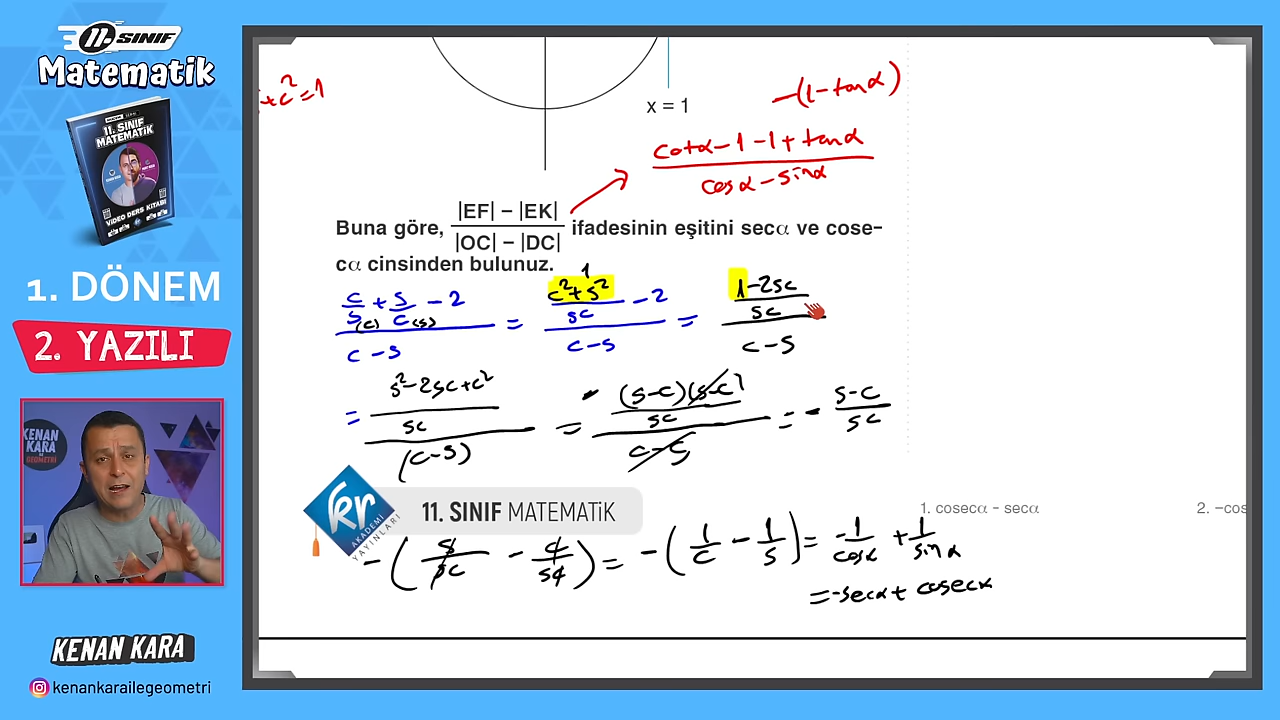 11. SINIF
Matematik
11. SINIF
MATEMATİK
VİDEO DERS KİTABI
1. DÖNEM
2. YAZILI
KENAN
KARA
GEOMETRİ
KENAN KARA
kenankarailegeometri
+c²=1
x = 1
-(1-tanα)
cotα-1-1+tanα
cosα-sinα
Buna göre, |EF| − |EK| / |OC| − |DC| ifadesinin eşitini secα ve cose-
cα cinsinden bulunuz.
c/s (c) + s/c (s) -2 / c-s = c²+s² 1 / sc -2 / c-s = 1-2sc / sc / c-s
= s²-2sc+c² / sc / (c-s) = -(s-c)(s-c) / sc / c-s = - s-c / sc
kr
AKADEMİ
YAYINLARI
11. SINIF MATEMATİK
1. cosecα - secα
2. −cos
-(s/sc - c/sc) = -(1/c - 1/s) = -1/cosα + 1/sinα
=-secα+ cosecα